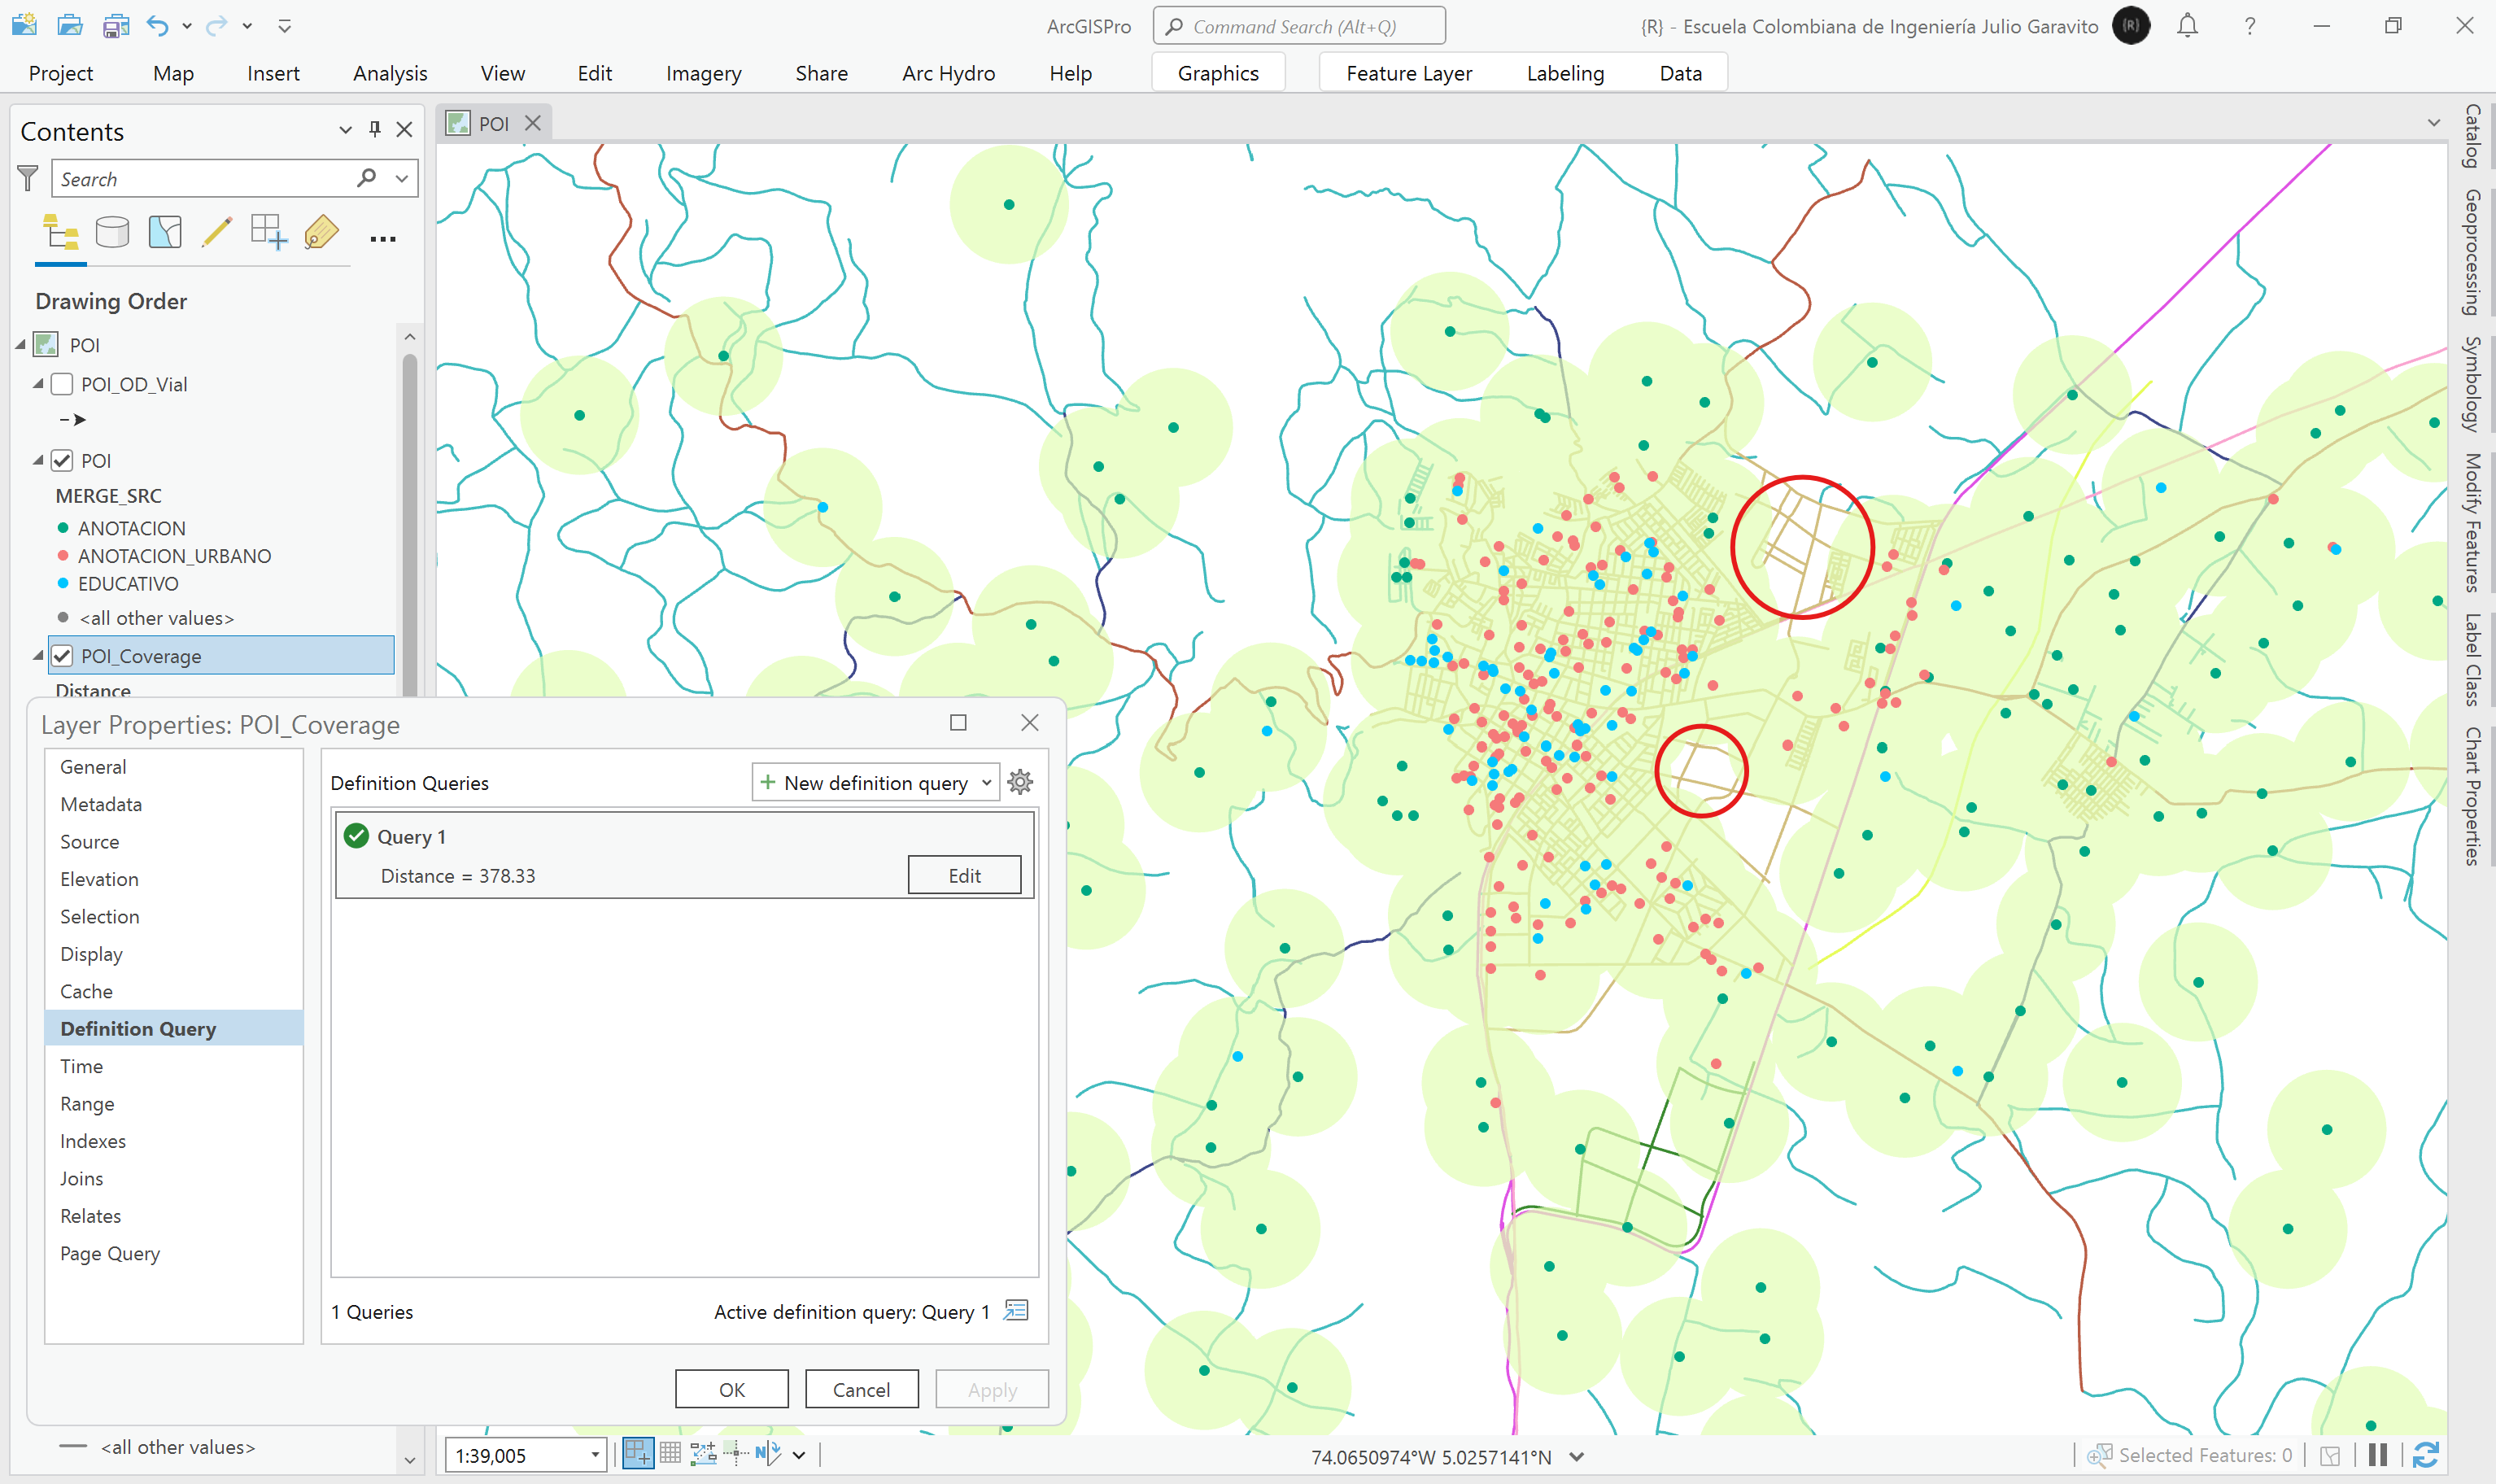 ArcGISPro
Command Search (Alt+Q)
{R} - Escuela Colombiana de Ingeniería Julio Garavito
{R}
?
Project
Map
Insert
Analysis
View
Edit
Imagery
Share
Arc Hydro
Help
Graphics
Feature Layer
Labeling
Data
Contents
Search
Drawing Order
POI
POI_OD_Vial
POI
MERGE_SRC
ANOTACION
ANOTACION_URBANO
EDUCATIVO
<all other values>
POI_Coverage
Distance
POI
Layer Properties: POI_Coverage
General
Metadata
Source
Elevation
Selection
Display
Cache
Definition Query
Time
Range
Indexes
Joins
Relates
Page Query
Definition Queries
New definition query
Query 1
Distance = 378.33
Edit
1 Queries
Active definition query: Query 1
OK
Cancel
Apply
<all other values>
1:39,005
74.0650974°W 5.0257141°N
Selected Features: 0
Catalog
Geoprocessing
Symbology
Modify Features
Label Class
Chart Properties